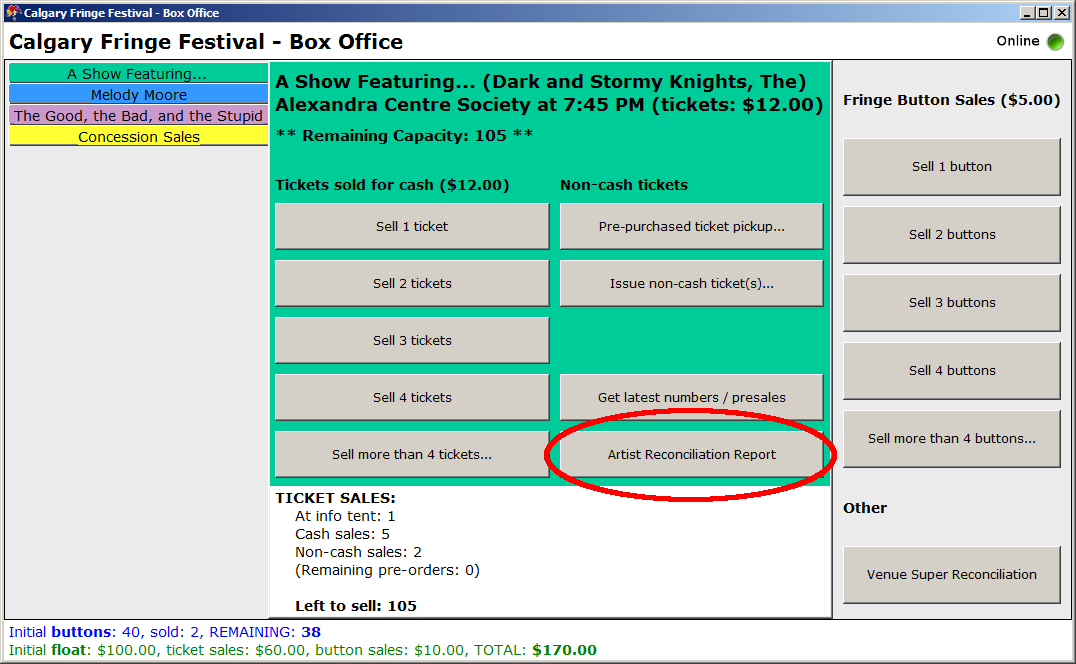 Calgary Fringe Festival - Box Office
Calgary Fringe Festival - Box Office
Online
A Show Featuring...
Melody Moore
The Good, the Bad, and the Stupid
Concession Sales
A Show Featuring... (Dark and Stormy Knights, The)
Alexandra Centre Society at 7:45 PM (tickets: $12.00)
** Remaining Capacity: 105 **
Tickets sold for cash ($12.00)
Sell 1 ticket
Sell 2 tickets
Sell 3 tickets
Sell 4 tickets
Sell more than 4 tickets...
Non-cash tickets
Pre-purchased ticket pickup...
Issue non-cash ticket(s)...
Get latest numbers / presales
Artist Reconciliation Report
TICKET SALES:
At info tent: 1
Cash sales: 5
Non-cash sales: 2
(Remaining pre-orders: 0)
Left to sell: 105
Fringe Button Sales ($5.00)
Sell 1 button
Sell 2 buttons
Sell 3 buttons
Sell 4 buttons
Sell more than 4 buttons...
Other
Venue Super Reconciliation
Initial buttons: 40, sold: 2, REMAINING: 38
Initial float: $100.00, ticket sales: $60.00, button sales: $10.00, TOTAL: $170.00